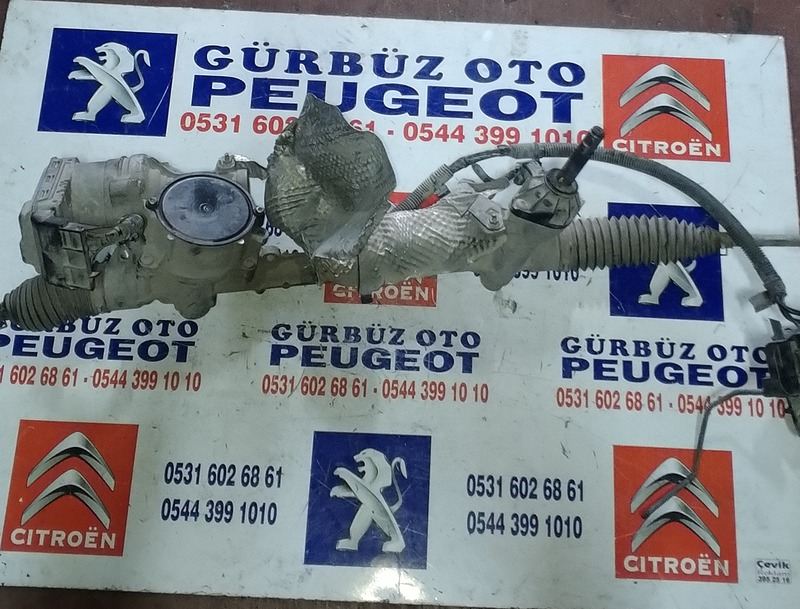 GÜRBÜZ OTO
PEUGEOT
0531 602 61 - 0544 399 1010
CITROËN
CITROËN
1010
GÜRBÜZ OTO
PEUGEOT
602 68 61 - 0544 399 10 10
GÜRBÜZ OTO
PEUGEOT
0531 602 68 61 - 0544 399 10 10
GÜRBÜZ OTO
PEUGEOT
0531 602 68 61 - 0544 399 10 10
CITROËN
0531 602 68 61
0544 399 1010
0531 602 68 61
0544 399 1010
CITROËN
Çevik
Reklam